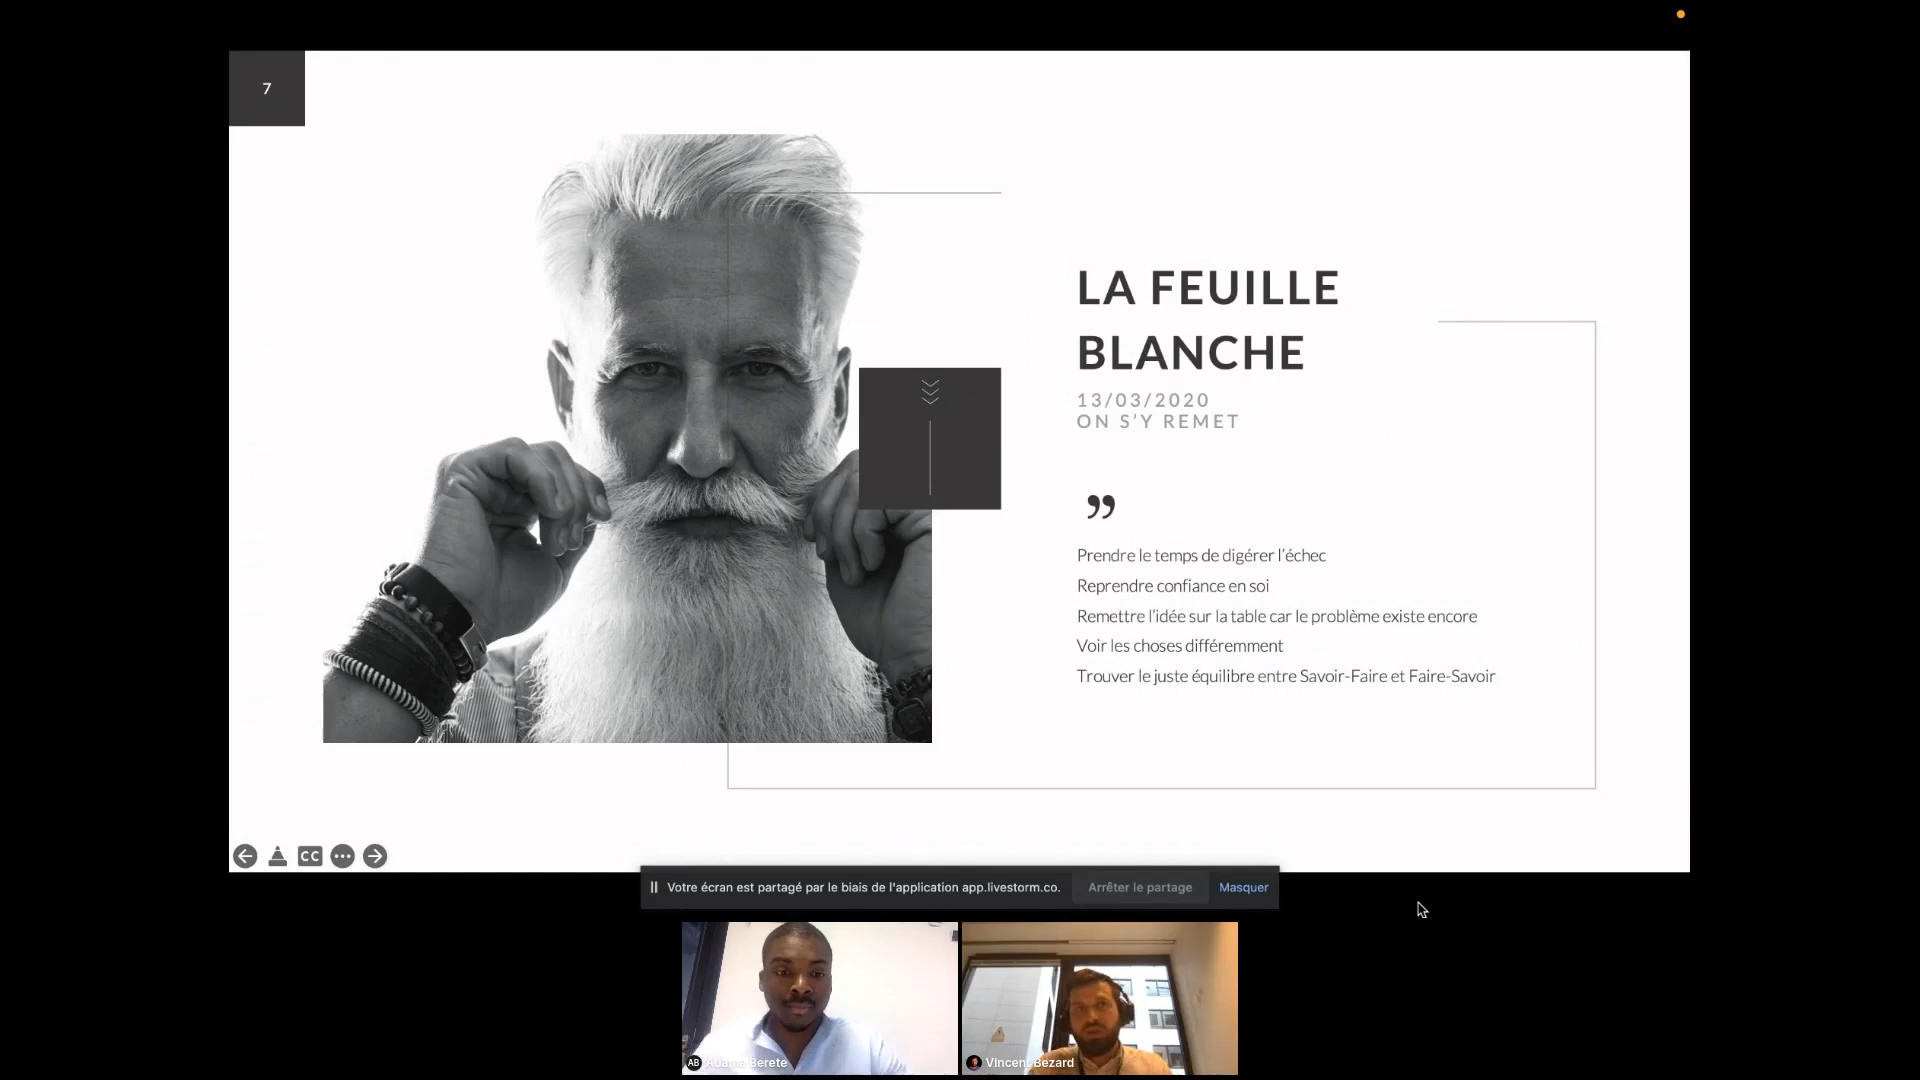 7
LA FEUILLE
BLANCHE
13/03/2020
ON S’Y REMET
”
Prendre le temps de digérer l’échec
Reprendre confiance en soi
Remettre l’idée sur la table car le problème existe encore
Voir les choses différemment
Trouver le juste équilibre entre Savoir-Faire et Faire-Savoir
CC
Votre écran est partagé par le biais de l'application app.livestorm.co.
Arrêter le partage
Masquer
AB
Adama Berete
Vincent Bezard